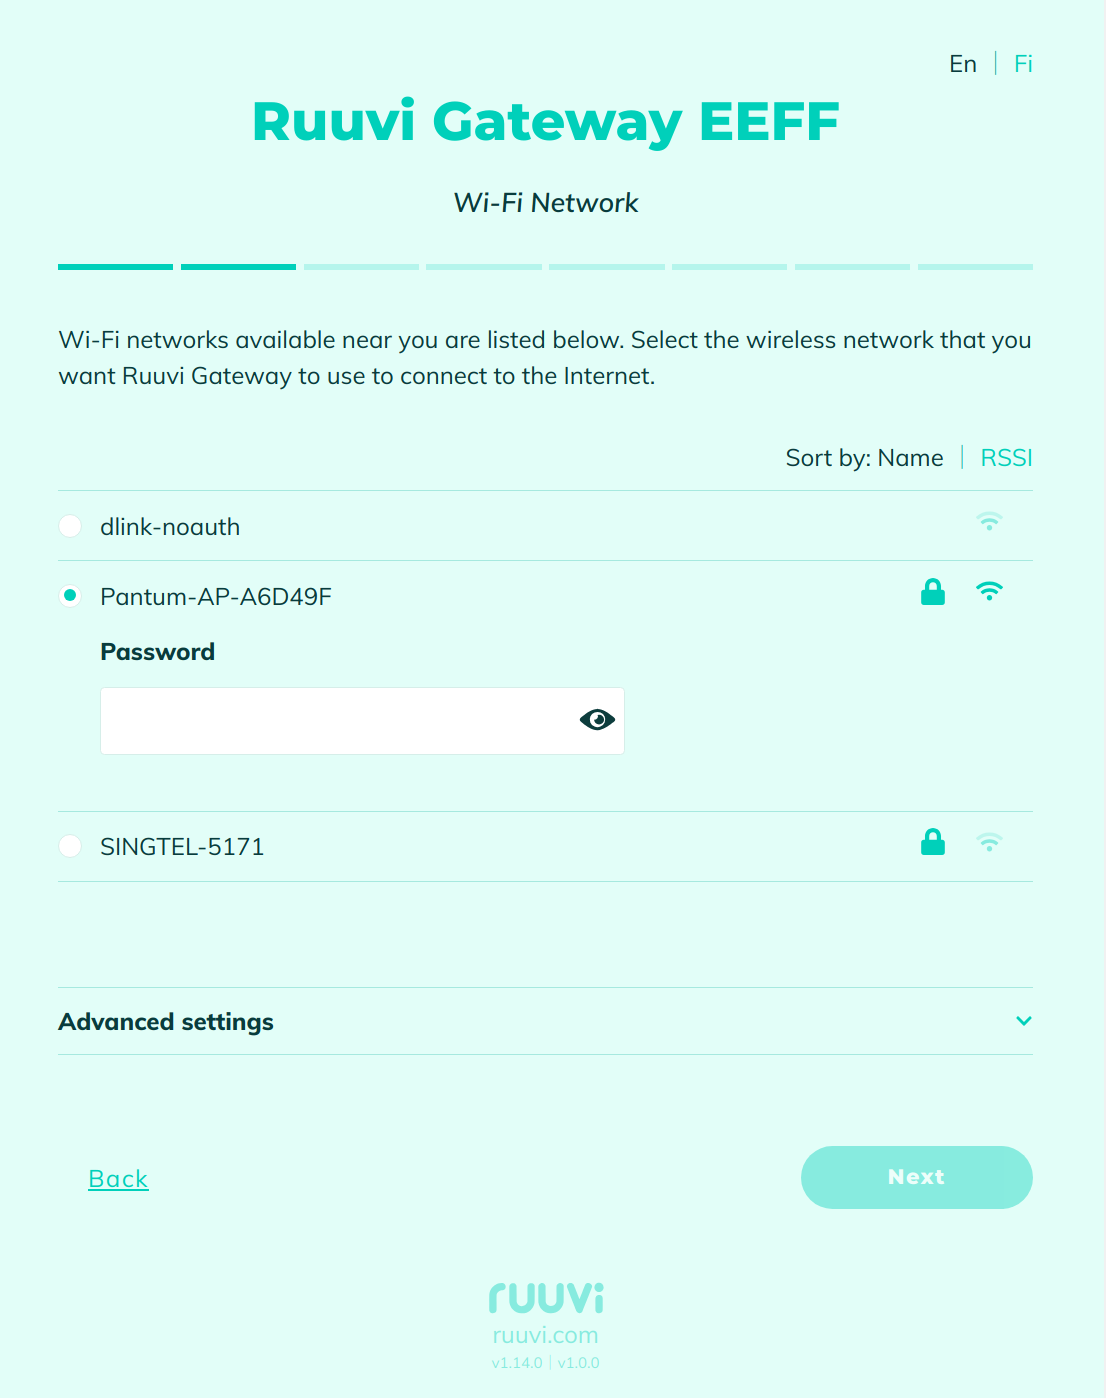 En | Fi
Ruuvi Gateway EEFF
Wi-Fi Network
Wi-Fi networks available near you are listed below. Select the wireless network that you
want Ruuvi Gateway to use to connect to the Internet.
Sort by: Name | RSSI
dlink-noauth
Pantum-AP-A6D49F
Password
SINGTEL-5171
Advanced settings
Back
Next
ruuvi
ruuvi.com
v1.14.0 | v1.0.0